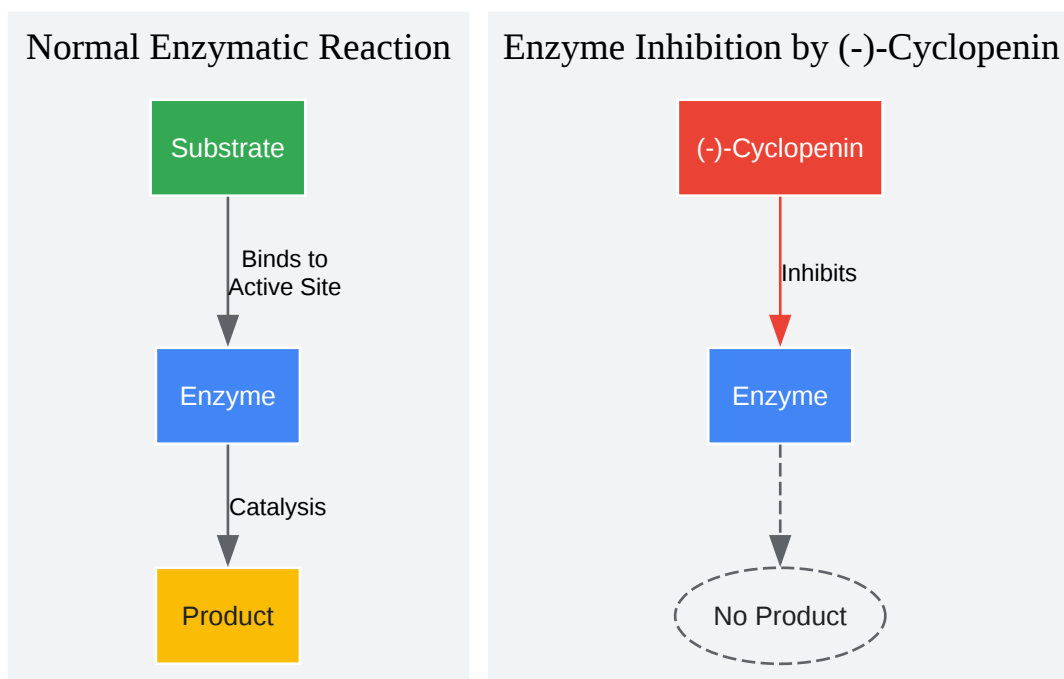 Normal Enzymatic Reaction
Substrate
Binds to
Active Site
Enzyme
Catalysis
Product
Enzyme Inhibition by (-)-Cyclopenin
(-)-Cyclopenin
Inhibits
Enzyme
No Product